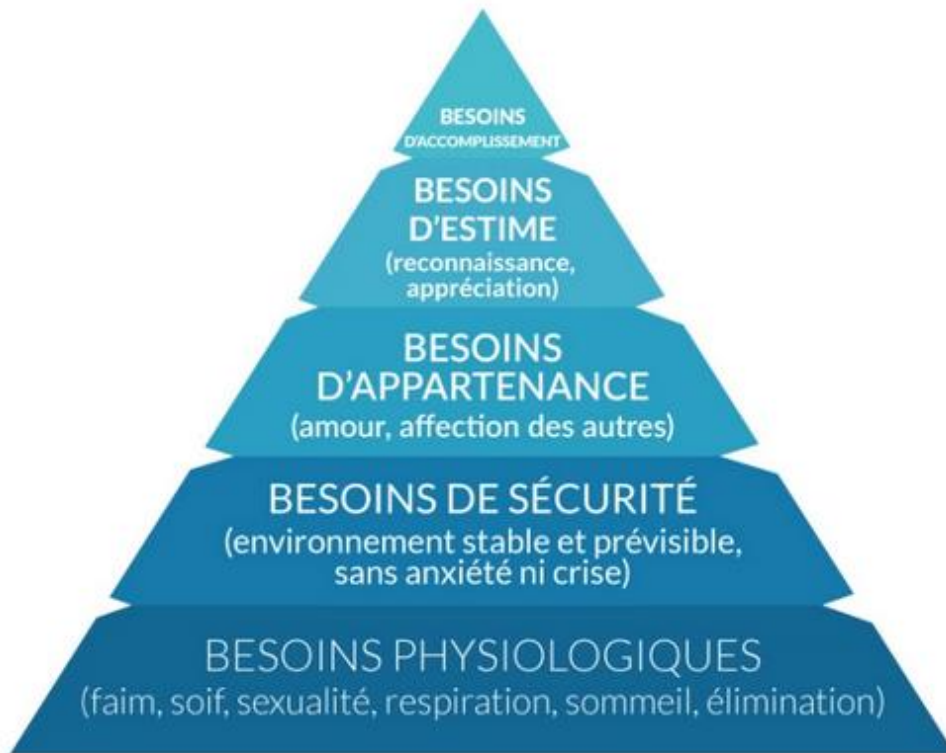 BESOINS
D'ACCOMPLISSEMENT
BESOINS
D'ESTIME
(reconnaissance,
appréciation)
BESOINS
D'APPARTENANCE
(amour, affection des autres)
BESOINS DE SÉCURITÉ
(environnement stable et prévisible,
sans anxiété ni crise)
BESOINS PHYSIOLOGIQUES
(faim, soif, sexualité, respiration, sommeil, élimination)